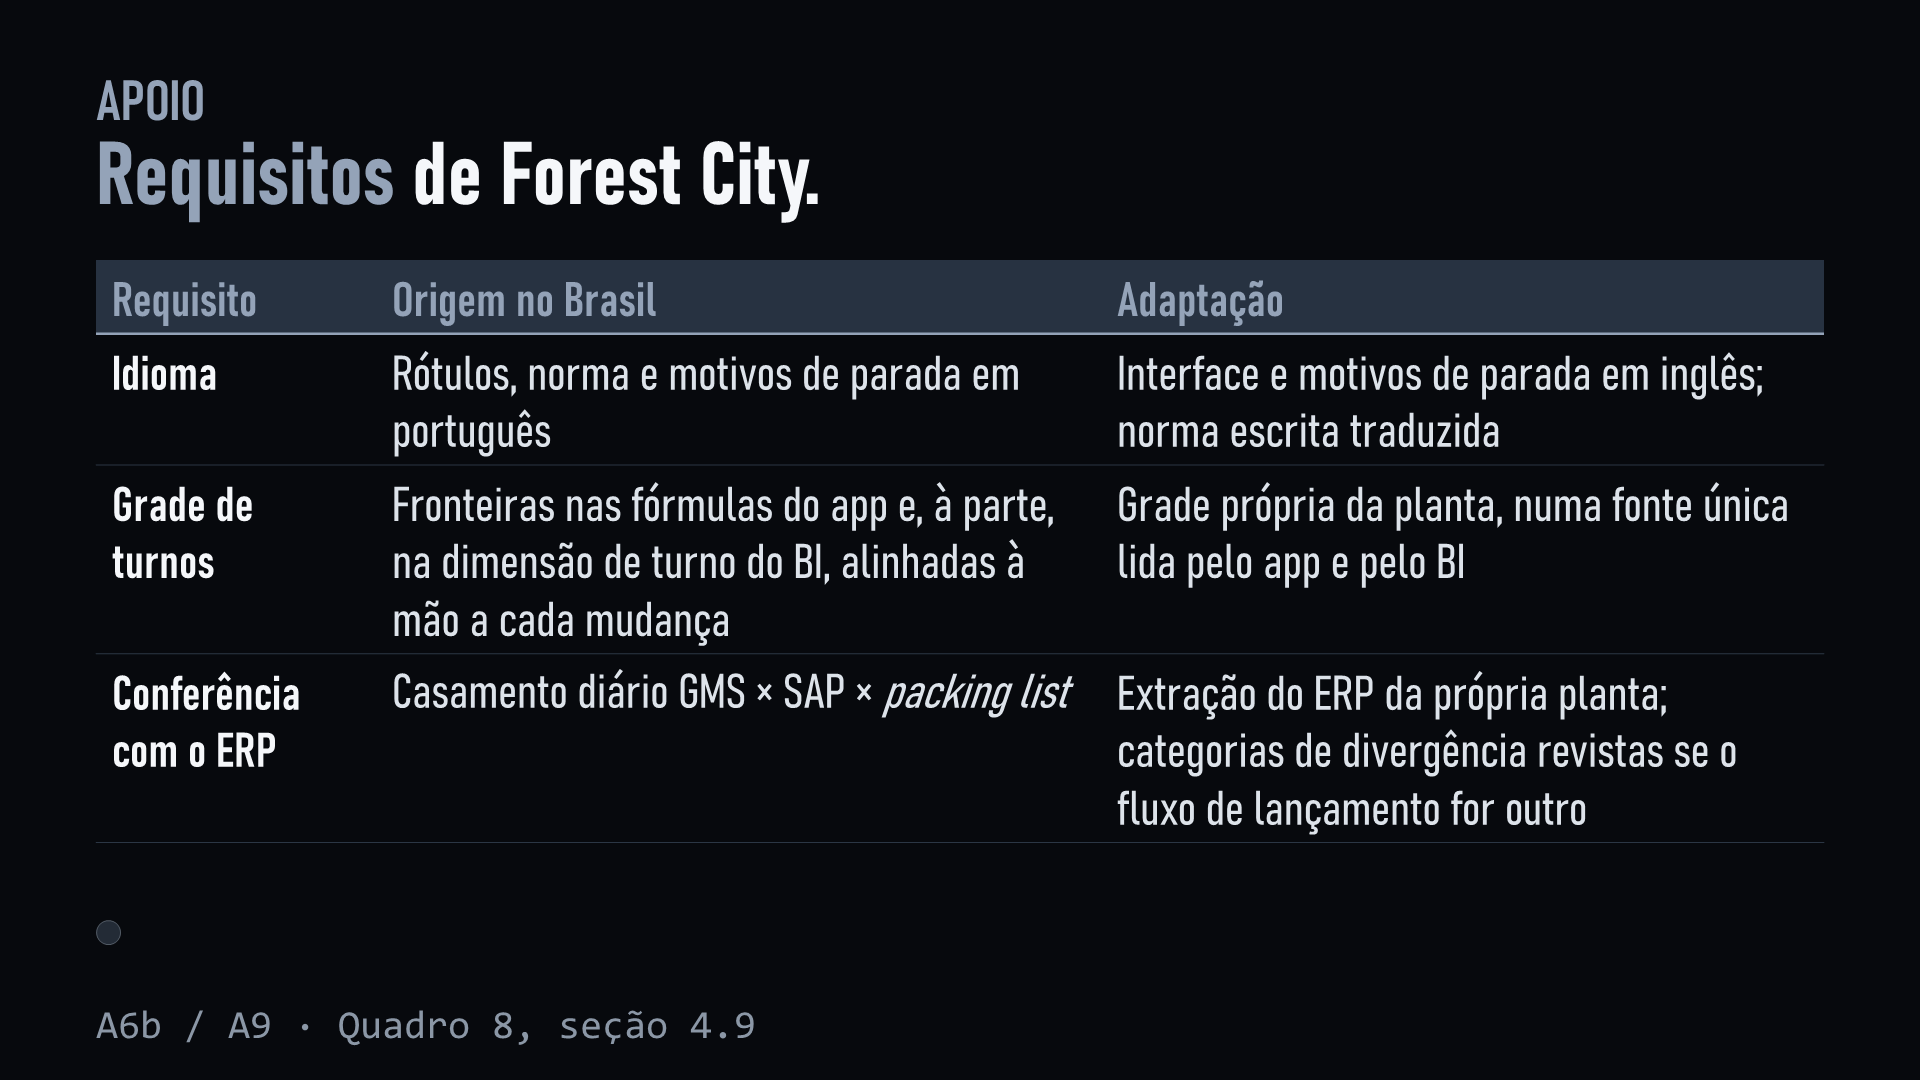 APOIO
Requisitos de Forest City.
Requisito Origem no Brasil Adaptação
Idioma Rótulos, norma e motivos de parada em Interface e motivos de parada em inglês;
português norma escrita traduzida
Grade de Fronteiras nas fórmulas do app e, à parte, Grade própria da planta, numa fonte única
turnos na dimensão de turno do BI, alinhadas à lida pelo app e pelo BI
mão a cada mudança
Conferência Casamento diário GMS × SAP × packing list Extração do ERP da própria planta;
com o ERP categorias de divergência revistas se o
fluxo de lançamento for outro
A6b / A9 · Quadro 8, seção 4.9